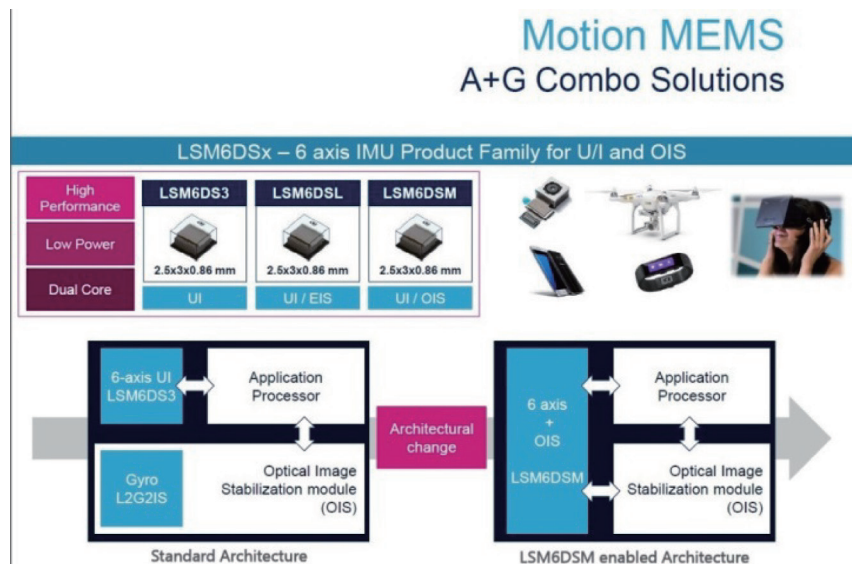 Motion MEMS
A+G Combo Solutions
LSM6DSx – 6 axis IMU Product Family for U/I and OIS
High
Performance
Low Power
Dual Core
LSM6DS3
2.5x3x0.86 mm
UI
LSM6DSL
2.5x3x0.86 mm
UI / EIS
LSM6DSM
2.5x3x0.86 mm
UI / OIS
6-axis UI
LSM6DS3
Application
Processor
Gyro
L2G2IS
Optical Image
Stabilization module
(OIS)
Standard Architecture
Architectural
change
6 axis
+
OIS
LSM6DSM
Application
Processor
Optical Image
Stabilization module
(OIS)
LSM6DSM enabled Architecture